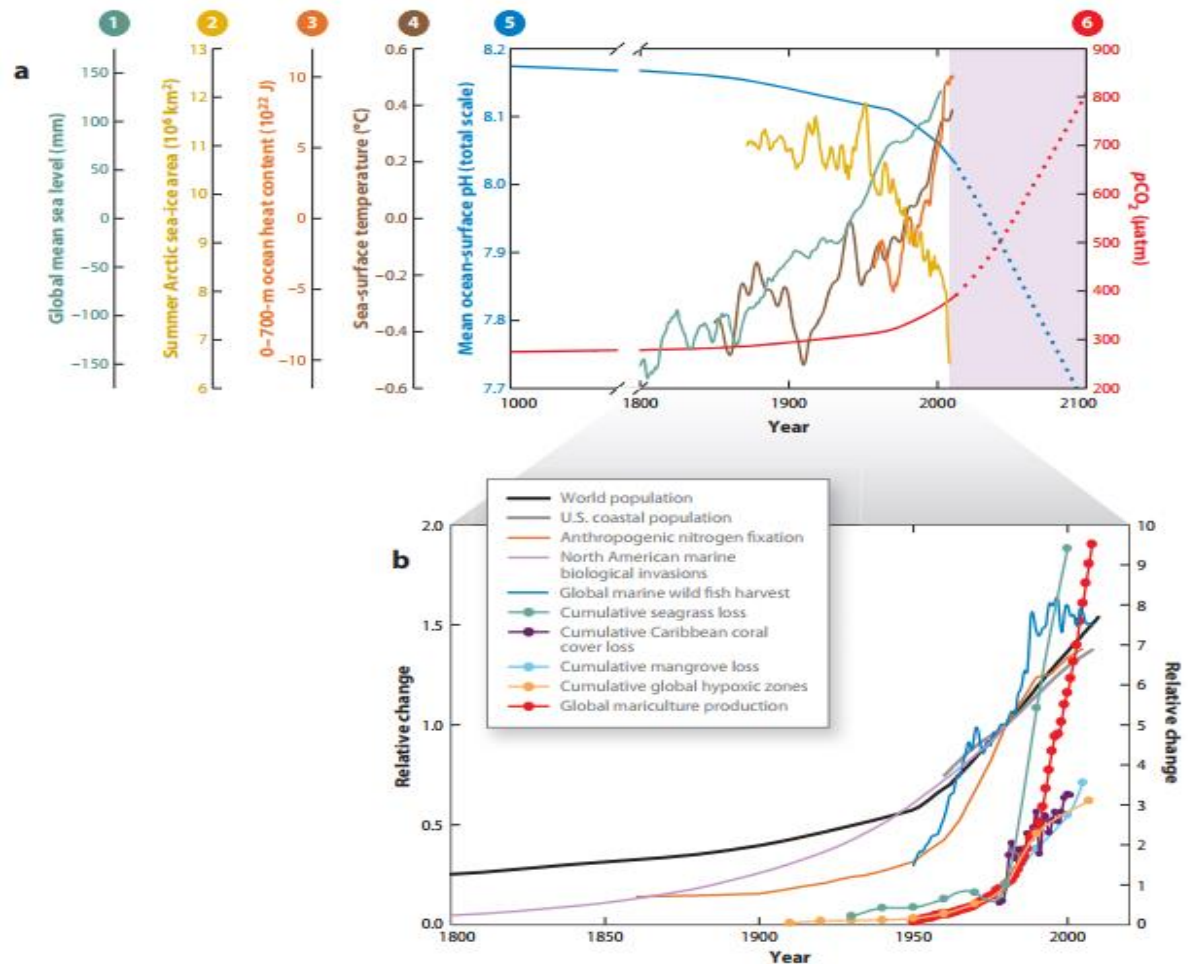 1 2 3 4 5 6
a
Global mean sea level (mm)
150
100
50
0
−50
−100
−150
Summer Arctic sea-ice area (10⁶ km²)
13
12
11
10
9
8
7
6
0–700-m ocean heat content (10²² J)
10
5
0
−5
−10
Sea-surface temperature (°C)
0.6
0.4
0.2
0.0
−0.2
−0.4
−0.6
Mean ocean-surface pH (total scale)
8.2
8.1
8.0
7.9
7.8
7.7
900
800
700
600
500
400
300
200
pCO₂ (µatm)
1000 1800 1900 2000 2100
Year
b
World population
U.S. coastal population
Anthropogenic nitrogen fixation
North American marine
biological invasions
Global marine wild fish harvest
Cumulative seagrass loss
Cumulative Caribbean coral
cover loss
Cumulative mangrove loss
Cumulative global hypoxic zones
Global mariculture production
Relative change
2.0
1.5
1.0
0.5
0.0
10
9
8
7
6
5
4
3
2
1
0
Relative change
1800 1850 1900 1950 2000
Year